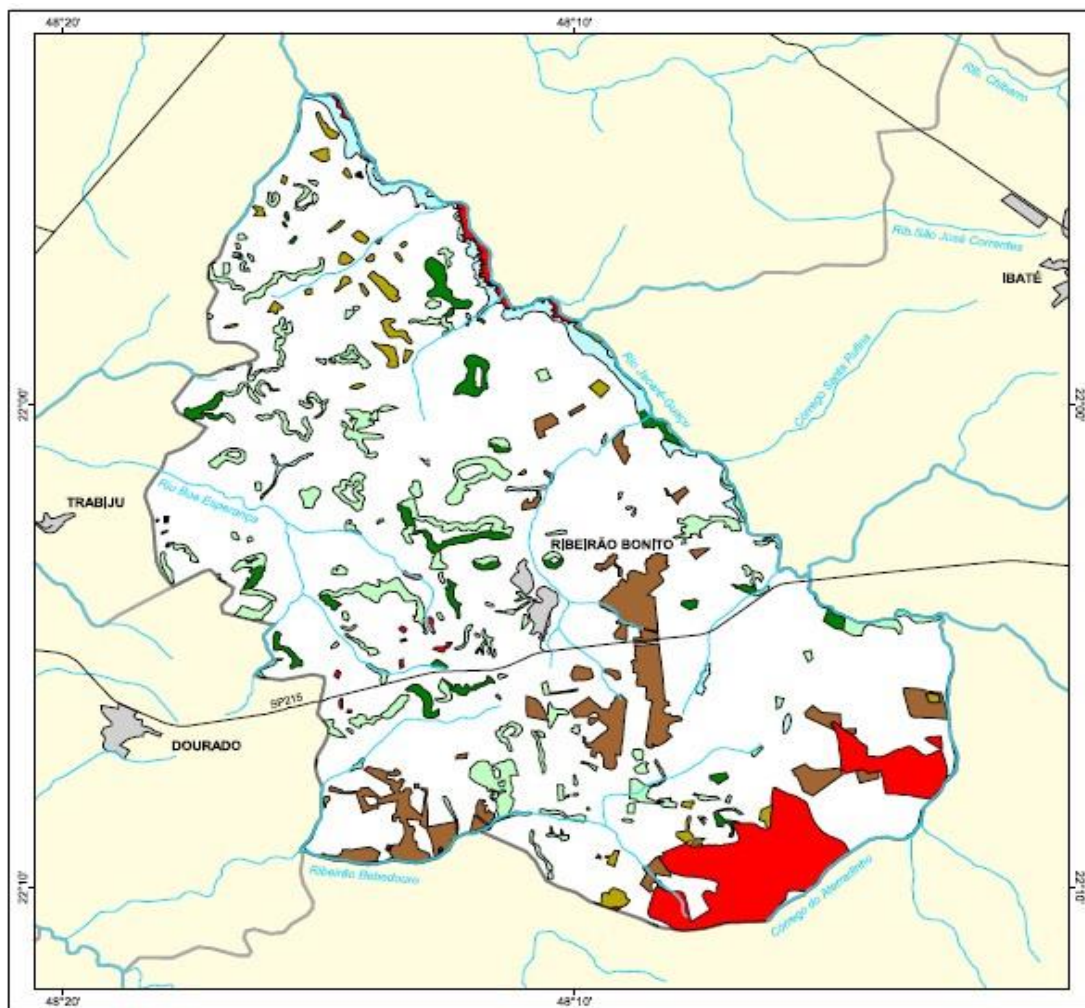 48°20'
48°10'
Rib. Chibarro
Rib.São José Correntes
IBATÉ
Rio Jacaré-Guaçu
Córrego Santa Rufina
22°00'
22°00'
TRABIJU
Rio Boa Esperança
RIBEIRÃO BONITO
SP215
DOURADO
Ribeirão Bebedouro
Córrego do Aterradinho
22°10'
22°10'
48°20'
48°10'